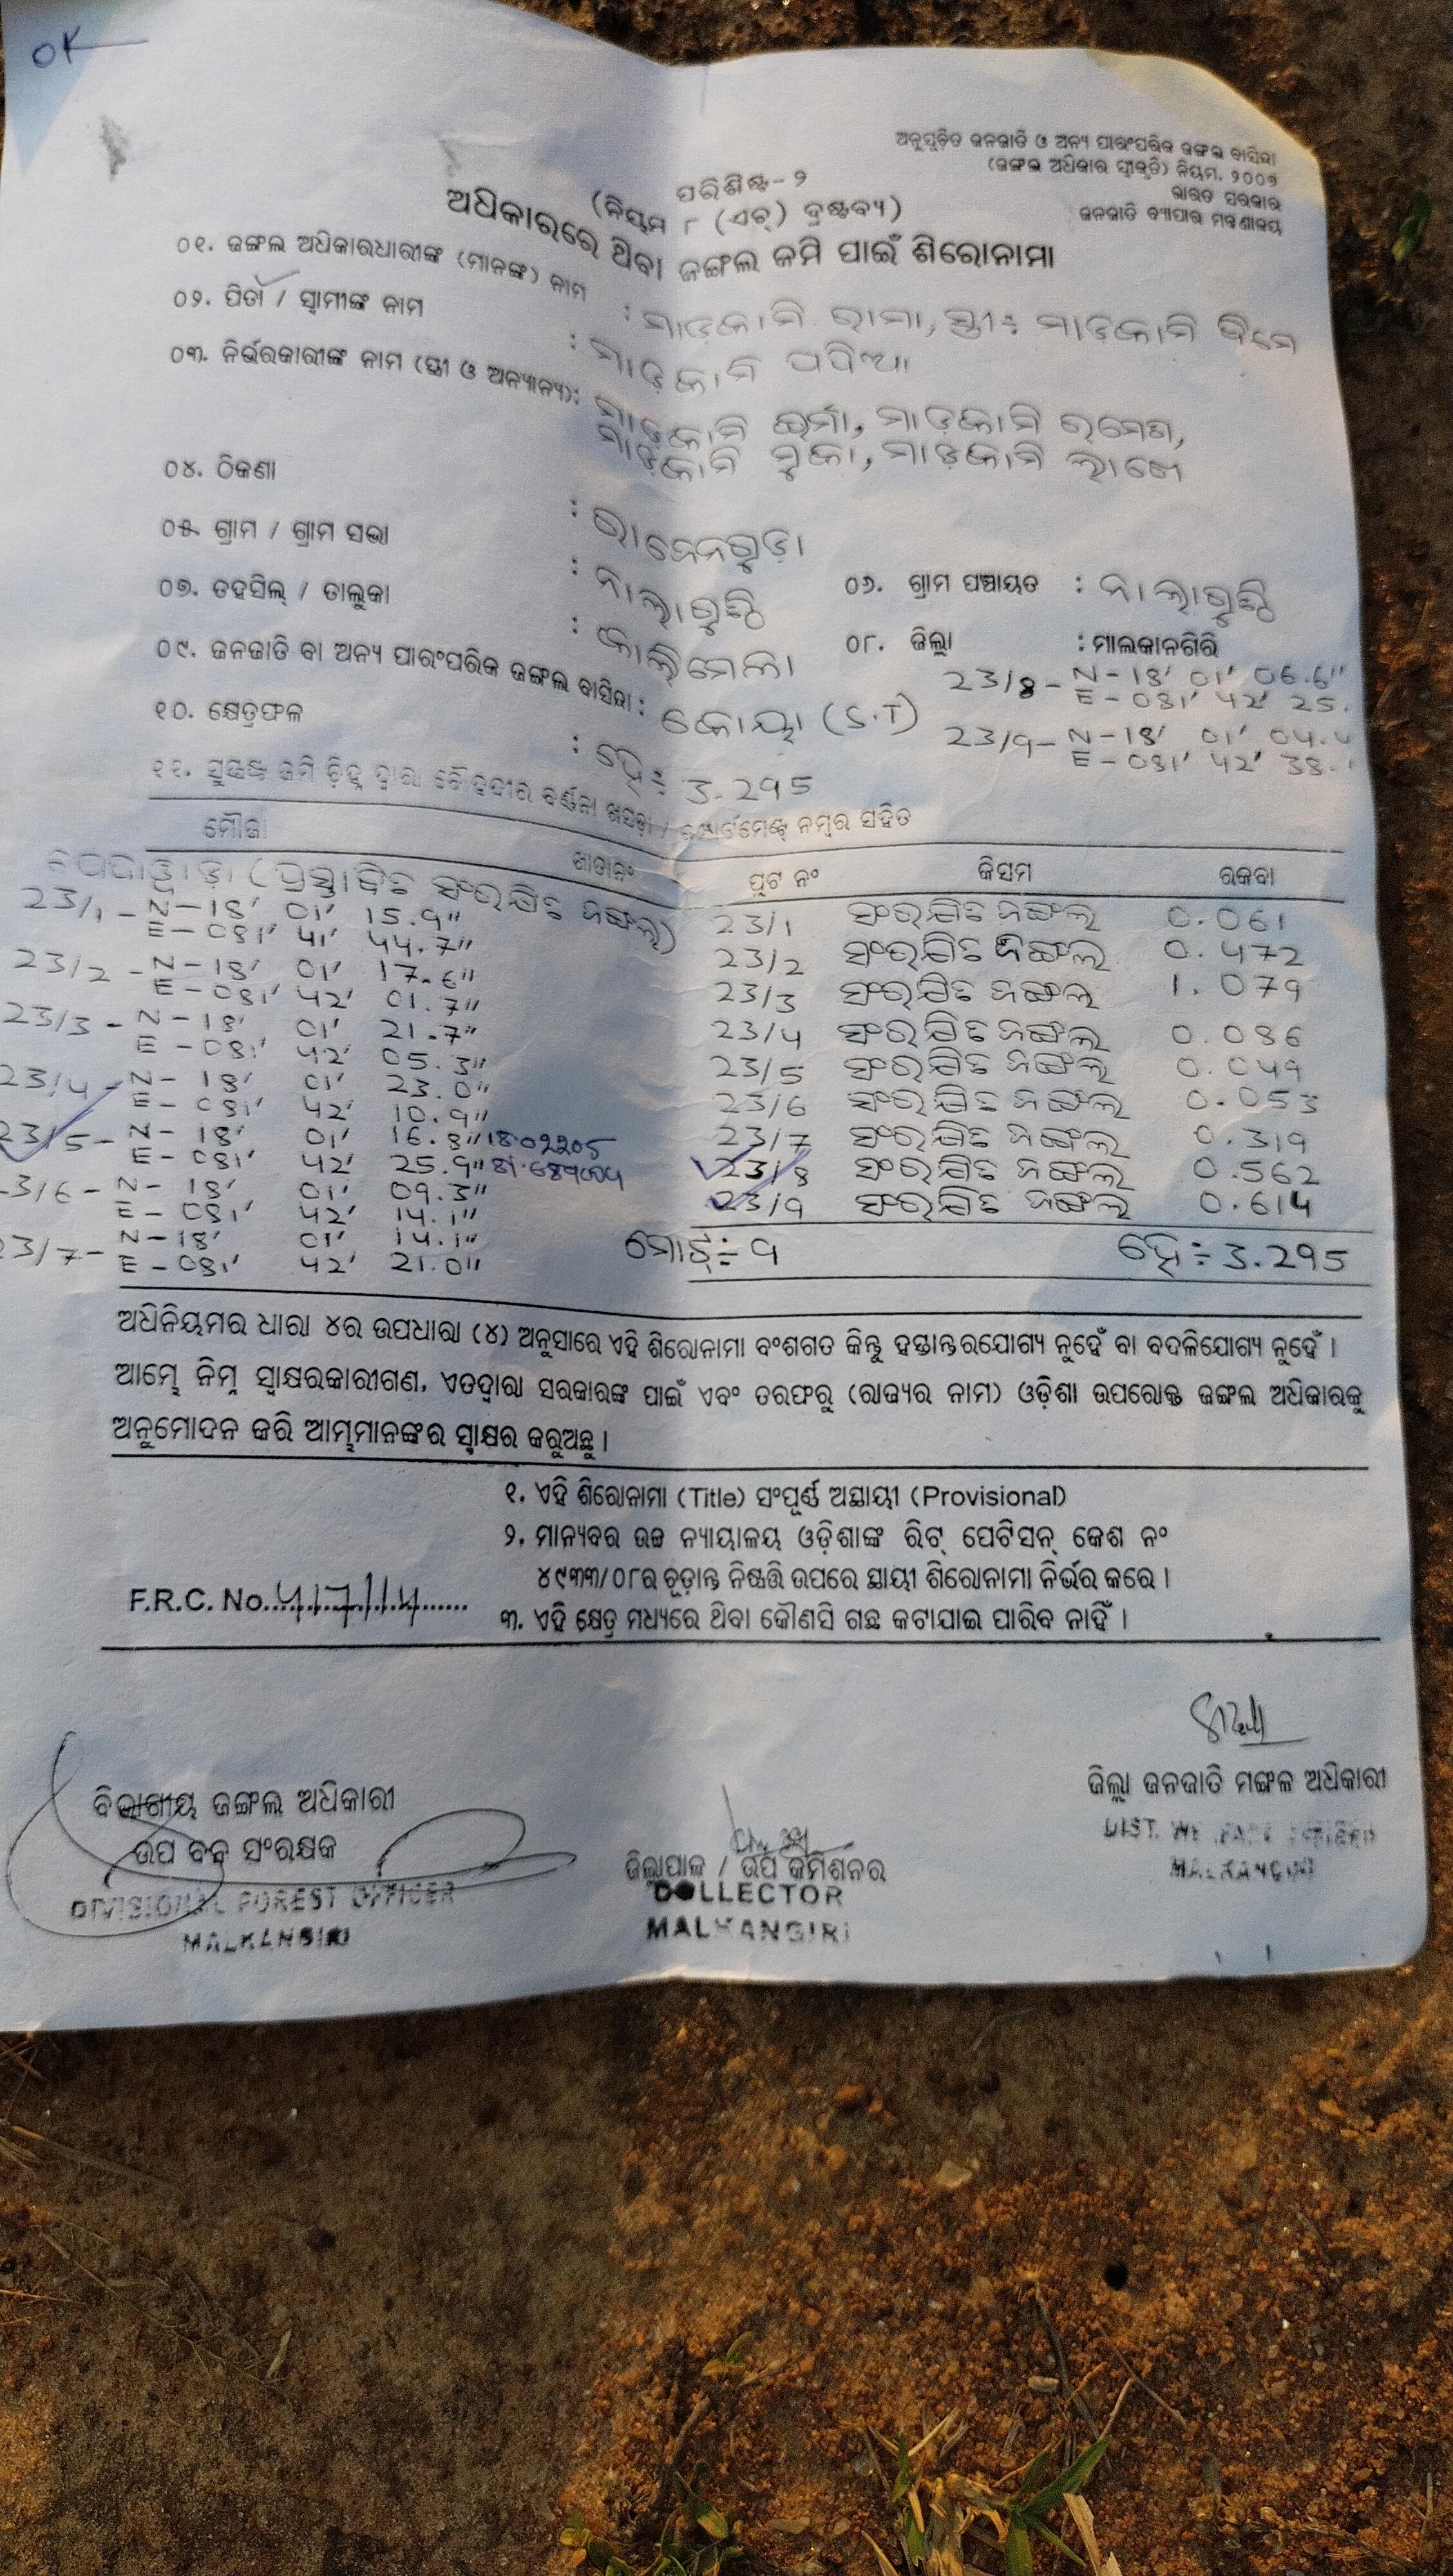 OK
ଅନୁସୂଚିତ ଜନଜାତି ଓ ଅନ୍ୟ ପାରଂପରିକ ଜଙ୍ଗଲ ବାସିନ୍ଦା
(ଜଙ୍ଗଲ ଅଧିକାର ସ୍ୱୀକୃତି) ନିୟମ, ୨୦୦୭
ଭାରତ ସରକାର
ଜନଜାତି ବ୍ୟାପାର ମନ୍ତ୍ରଣାଳୟ
ପରିଶିଷ୍ଟ-୨
(ନିୟମ ୮ (ଏଚ୍) ଦ୍ରଷ୍ଟବ୍ୟ)
ଅଧିକାରରେ ଥିବା ଜଙ୍ଗଲ ଜମି ପାଇଁ ଶିରୋନାମା
୦୧. ଜଙ୍ଗଲ ଅଧିକାରଧାରୀଙ୍କ (ମାନଙ୍କ) ନାମ : ମାଡ଼କାମି ରାମା, ସ୍ତ୍ରୀ÷ ମାଡ଼କାମି
୦୨. ପିତା / ସ୍ୱାମୀଙ୍କ ନାମ : ମାଡ଼କାମି
୦୩. ନିର୍ଭରକାରୀଙ୍କ ନାମ (ସ୍ତ୍ରୀ ଓ ଅନ୍ୟାନ୍ୟ): ମାଡ଼କାମି ଇର୍ମା, ମାଡ଼କାମି ରମେଶ,
ମାଡ଼କାମି ମୁକା, ମାଡ଼କାମି
୦୪. ଠିକଣା :
୦୫. ଗ୍ରାମ / ଗ୍ରାମ ସଭା : ନାଲାଗୁଣ୍ଠି ୦୬. ଗ୍ରାମ ପଞ୍ଚାୟତ : ନାଲାଗୁଣ୍ଠି
୦୭. ତହସିଲ୍ / ତାଲୁକା : କାଲିମେଳା ୦୮. ଜିଲ୍ଲା : ମାଲକାନଗିରି
୦୯. ଜନଜାତି ବା ଅନ୍ୟ ପାରଂପରିକ ଜଙ୍ଗଲ ବାସିନ୍ଦା : କୋୟା (S.T)
23/8 - N-18' 01' 06.6"
E-081' 42' 25.
23/9 - N-18' 01' 04.
E-081' 42' 38.
୧୦. କ୍ଷେତ୍ରଫଳ : ହେ÷ 3.295
୧୧. ସୁସ୍ପଷ୍ଟ ଜମି ଚିହ୍ନ ଦ୍ୱାରା ଚୌହଦୀର ବର୍ଣ୍ଣନା ଖସଡ଼ା / କମ୍ପାର୍ଟମେଣ୍ଟ ନମ୍ବର ସହିତ
ମୌଜା ଖାତା ନଂ ପ୍ଲଟ ନଂ କିସମ ରକବା
(ପ୍ରସ୍ତାବିତ ସଂରକ୍ଷିତ ଜଙ୍ଗଲ)
23/1 ସଂରକ୍ଷିତ ଜଙ୍ଗଲ 0.061
23/2 ସଂରକ୍ଷିତ ଜଙ୍ଗଲ 0.472
23/3 ସଂରକ୍ଷିତ ଜଙ୍ଗଲ 1.079
23/4 ସଂରକ୍ଷିତ ଜଙ୍ଗଲ 0.086
23/5 ସଂରକ୍ଷିତ ଜଙ୍ଗଲ 0.049
23/6 ସଂରକ୍ଷିତ ଜଙ୍ଗଲ 0.053
23/7 ସଂରକ୍ଷିତ ଜଙ୍ଗଲ 0.319
23/8 ସଂରକ୍ଷିତ ଜଙ୍ଗଲ 0.562
23/9 ସଂରକ୍ଷିତ ଜଙ୍ଗଲ 0.614
ମୋଟ୍÷ 9 ହେ÷ 3.295
23/1 - N-18' 01' 15.9"
E-081' 41' 44.7"
23/2 - N-18' 01' 17.6"
E-081' 42' 01.7"
23/3 - N-18' 01' 21.7"
E-081' 42' 05.3"
23/4 - N-18' 01' 23.0"
E-081' 42' 10.9"
23/5 - N-18' 01' 16.8" 18.02205
E-081' 42' 25.9"
3/6 - N-18' 01' 09.3"
E-081' 42' 14.1"
23/7 - N-18' 01' 14.1"
E-081' 42' 21.0"
ଅଧିନିୟମର ଧାରା ୪ର ଉପଧାରା (୪) ଅନୁସାରେ ଏହି ଶିରୋନାମା ବଂଶଗତ କିନ୍ତୁ ହସ୍ତାନ୍ତରଯୋଗ୍ୟ ନୁହେଁ ବା ବଦଳିଯୋଗ୍ୟ ନୁହେଁ ।
ଆମ୍ଭେ ନିମ୍ନ ସ୍ୱାକ୍ଷରକାରୀଗଣ, ଏତଦ୍ୱାରା ସରକାରଙ୍କ ପାଇଁ ଏବଂ ତରଫରୁ (ରାଜ୍ୟର ନାମ) ଓଡ଼ିଶା ଉପରୋକ୍ତ ଜଙ୍ଗଲ ଅଧିକାରକୁ
ଅନୁମୋଦନ କରି ଆମ୍ଭମାନଙ୍କର ସ୍ୱାକ୍ଷର କରୁଅଛୁ ।
୧. ଏହି ଶିରୋନାମା (Title) ସଂପୂର୍ଣ୍ଣ ଅସ୍ଥାୟୀ (Provisional)
୨. ମାନ୍ୟବର ଉଚ୍ଚ ନ୍ୟାୟାଳୟ ଓଡ଼ିଶାଙ୍କ ରିଟ୍ ପେଟିସନ୍ କେଶ ନଂ
୪୯୩୩/୦୮ର ଚୂଡ଼ାନ୍ତ ନିଷ୍ପତ୍ତି ଉପରେ ସ୍ଥାୟୀ ଶିରୋନାମା ନିର୍ଭର କରେ ।
୩. ଏହି କ୍ଷେତ୍ର ମଧ୍ୟରେ ଥିବା କୌଣସି ଗଛ କଟାଯାଇ ପାରିବ ନାହିଁ ।
F.R.C. No.
ବିଭାଗୀୟ ଜଙ୍ଗଲ ଅଧିକାରୀ
ଉପ ବନ ସଂରକ୍ଷକ
DIVISIONAL FOREST OFFICER
MALKANGIRI
ଜିଲ୍ଲାପାଳ / ଉପ କମିଶନର
COLLECTOR
MALKANGIRI
ଜିଲ୍ଲା ଜନଜାତି ମଙ୍ଗଳ ଅଧିକାରୀ
MALKANGIRI